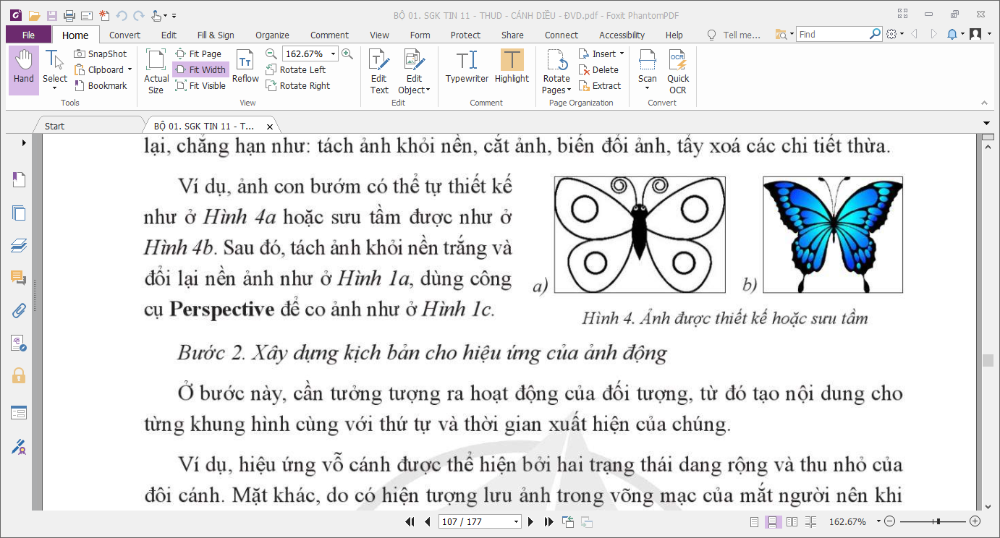 BỘ 01. SGK TIN 11 - THUD - CÁNH DIỀU - ĐVD.pdf - Foxit PhantomPDF
File Home Convert Edit Fill & Sign Organize Comment View Form Protect Share Connect Accessibility Help Tell me... Find
Hand
Select
SnapShot
Clipboard
Bookmark
Tools
Actual
Size
Fit Page
Fit Width
Fit Visible
Reflow
162.67%
Rotate Left
Rotate Right
View
Edit
Text
Edit
Object
Edit
Typewriter
Highlight
Comment
Rotate
Pages
Insert
Delete
Extract
Page Organization
Scan
OCR
Quick
OCR
Convert
Start
BỘ 01. SGK TIN 11 - T...
lại, chẳng hạn như: tách ảnh khỏi nền, cắt ảnh, biến đổi ảnh, tẩy xoá các chi tiết thừa.
Ví dụ, ảnh con bướm có thể tự thiết kế
như ở Hình 4a hoặc sưu tầm được như ở
Hình 4b. Sau đó, tách ảnh khỏi nền trắng và
đổi lại nền ảnh như ở Hình 1a, dùng công
cụ Perspective để co ảnh như ở Hình 1c.
a)
b)
Hình 4. Ảnh được thiết kế hoặc sưu tầm
Bước 2. Xây dựng kịch bản cho hiệu ứng của ảnh động
Ở bước này, cần tưởng tượng ra hoạt động của đối tượng, từ đó tạo nội dung cho
từng khung hình cùng với thứ tự và thời gian xuất hiện của chúng.
Ví dụ, hiệu ứng vỗ cánh được thể hiện bởi hai trạng thái dang rộng và thu nhỏ của
đôi cánh. Mặt khác, do có hiện tượng lưu ảnh trong võng mạc của mắt người nên khi
107 / 177
162.67%